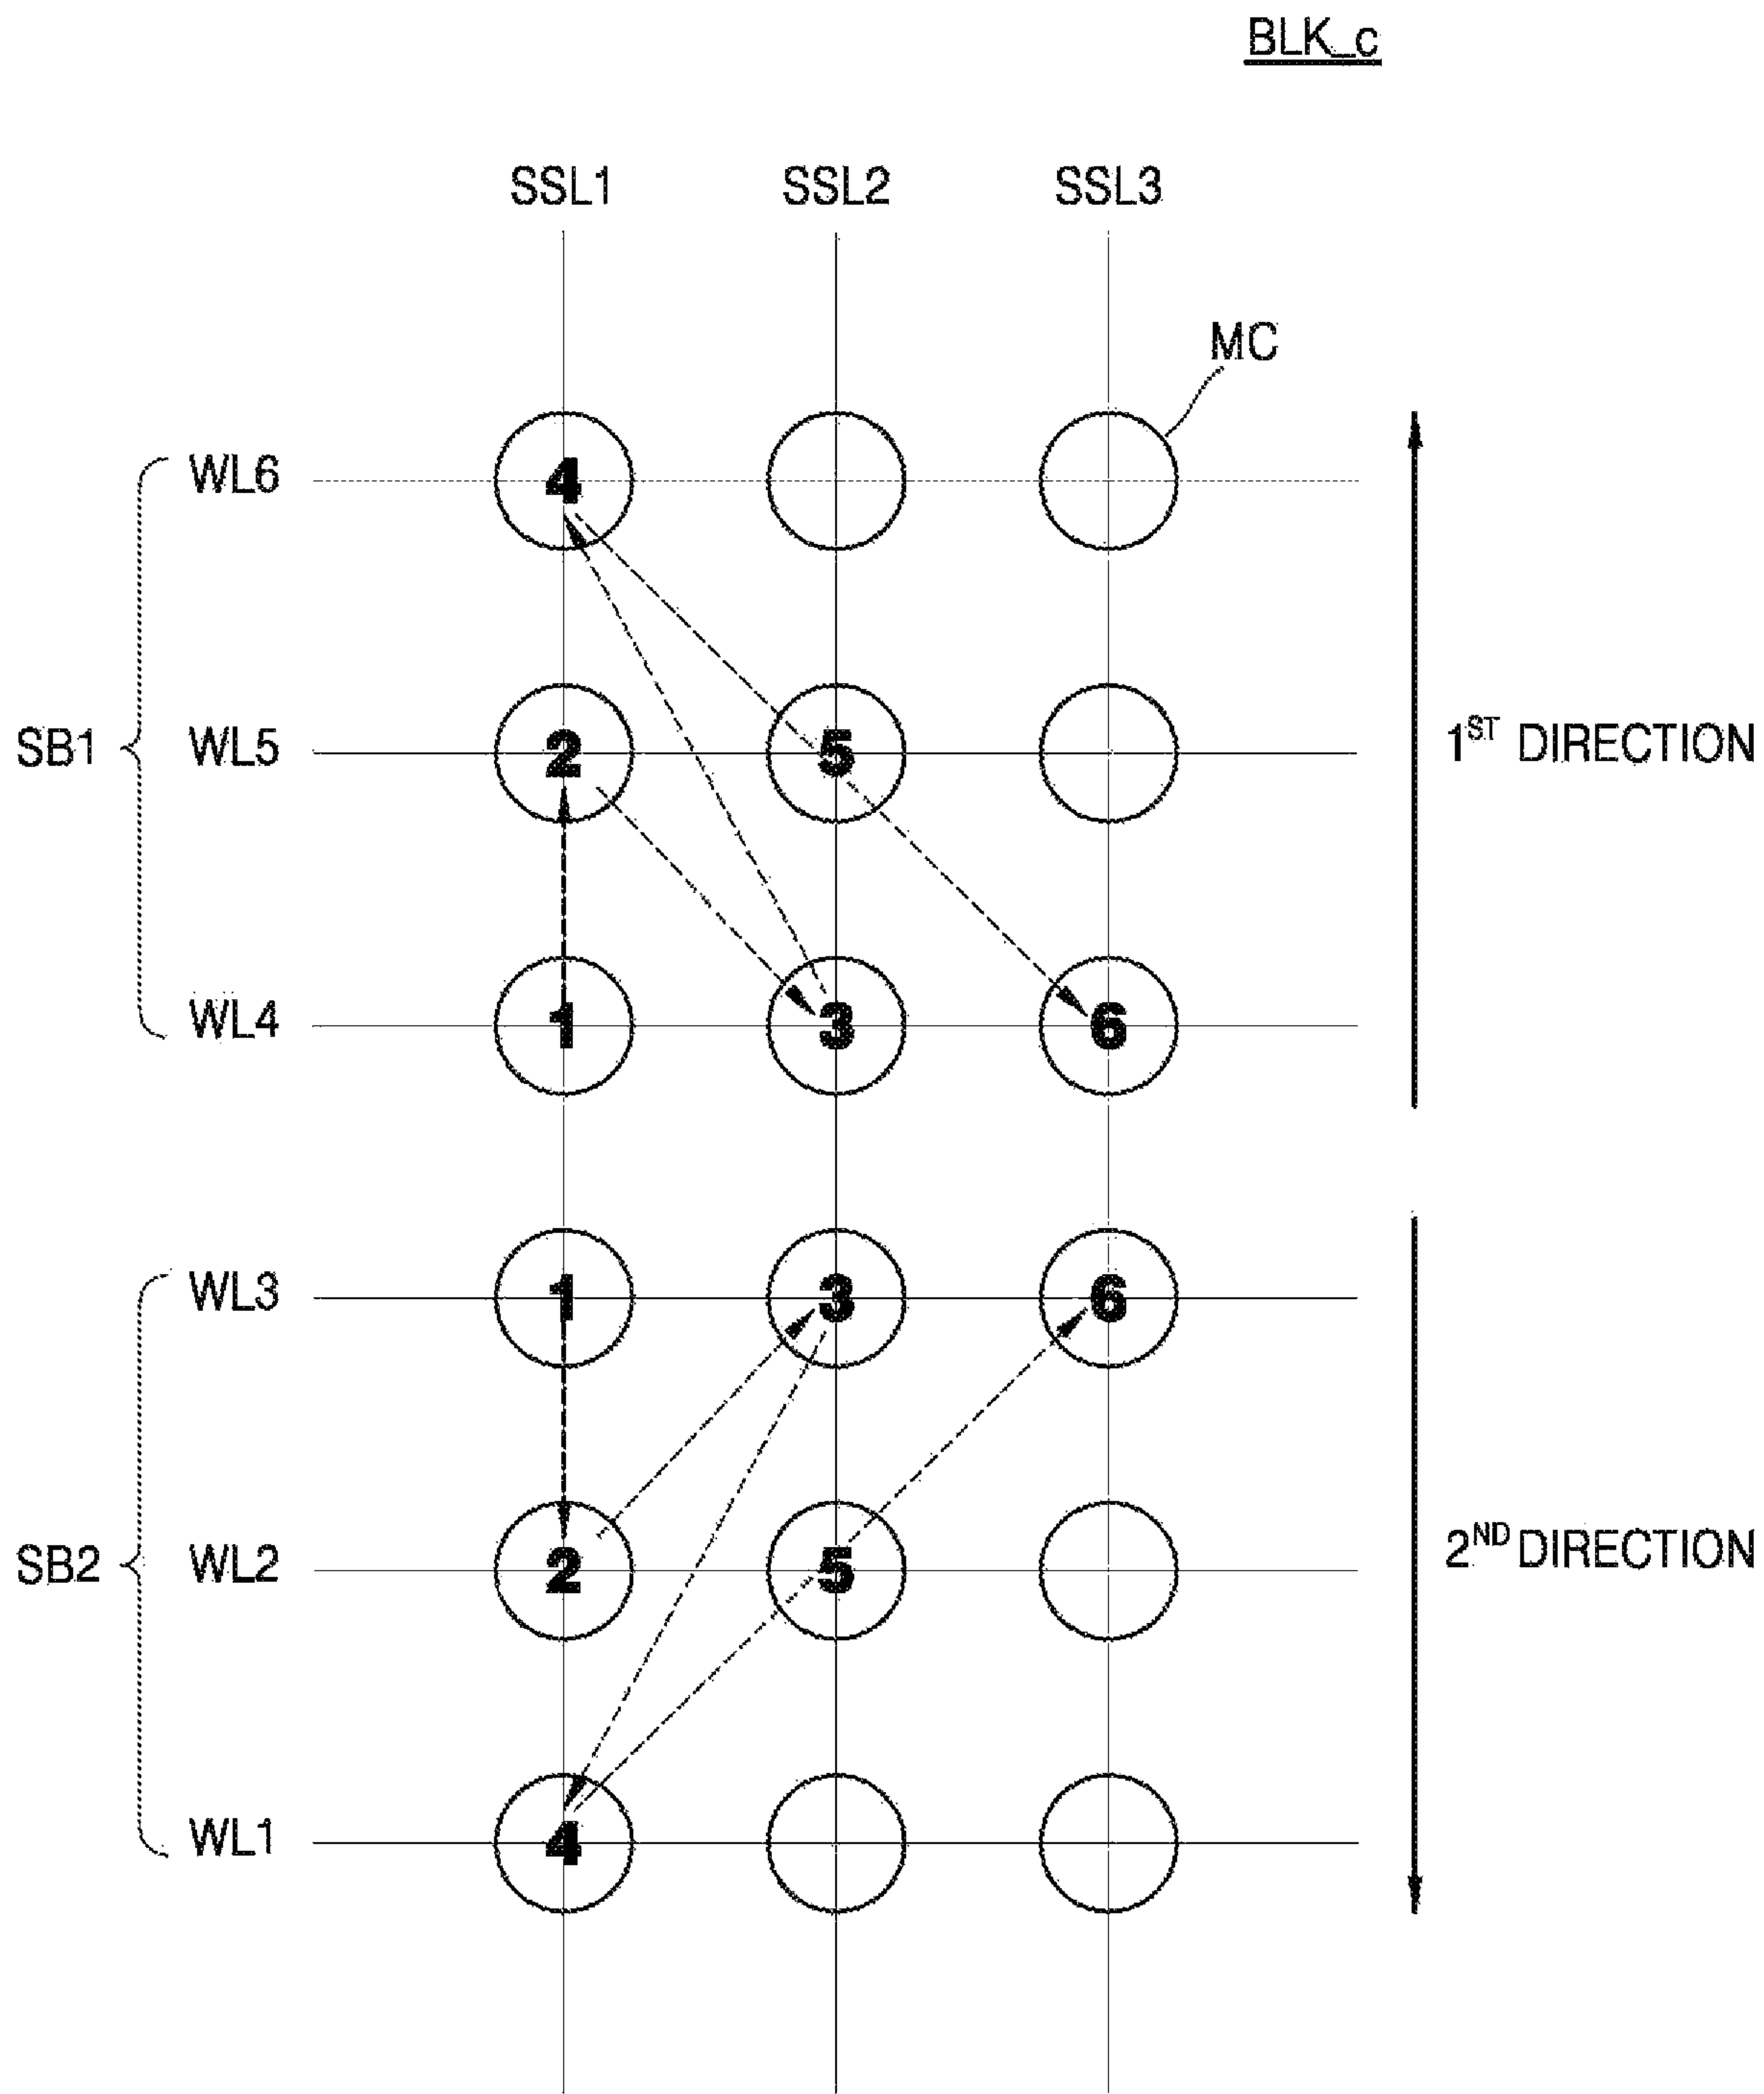 BLK_c
SSL1 SSL2 SSL3
MC
WL6 4
SB1 WL5 2 5 1ST DIRECTION
WL4 1 3 6
WL3 1 3 6
SB2 WL2 2 5 2ND DIRECTION
WL1 4